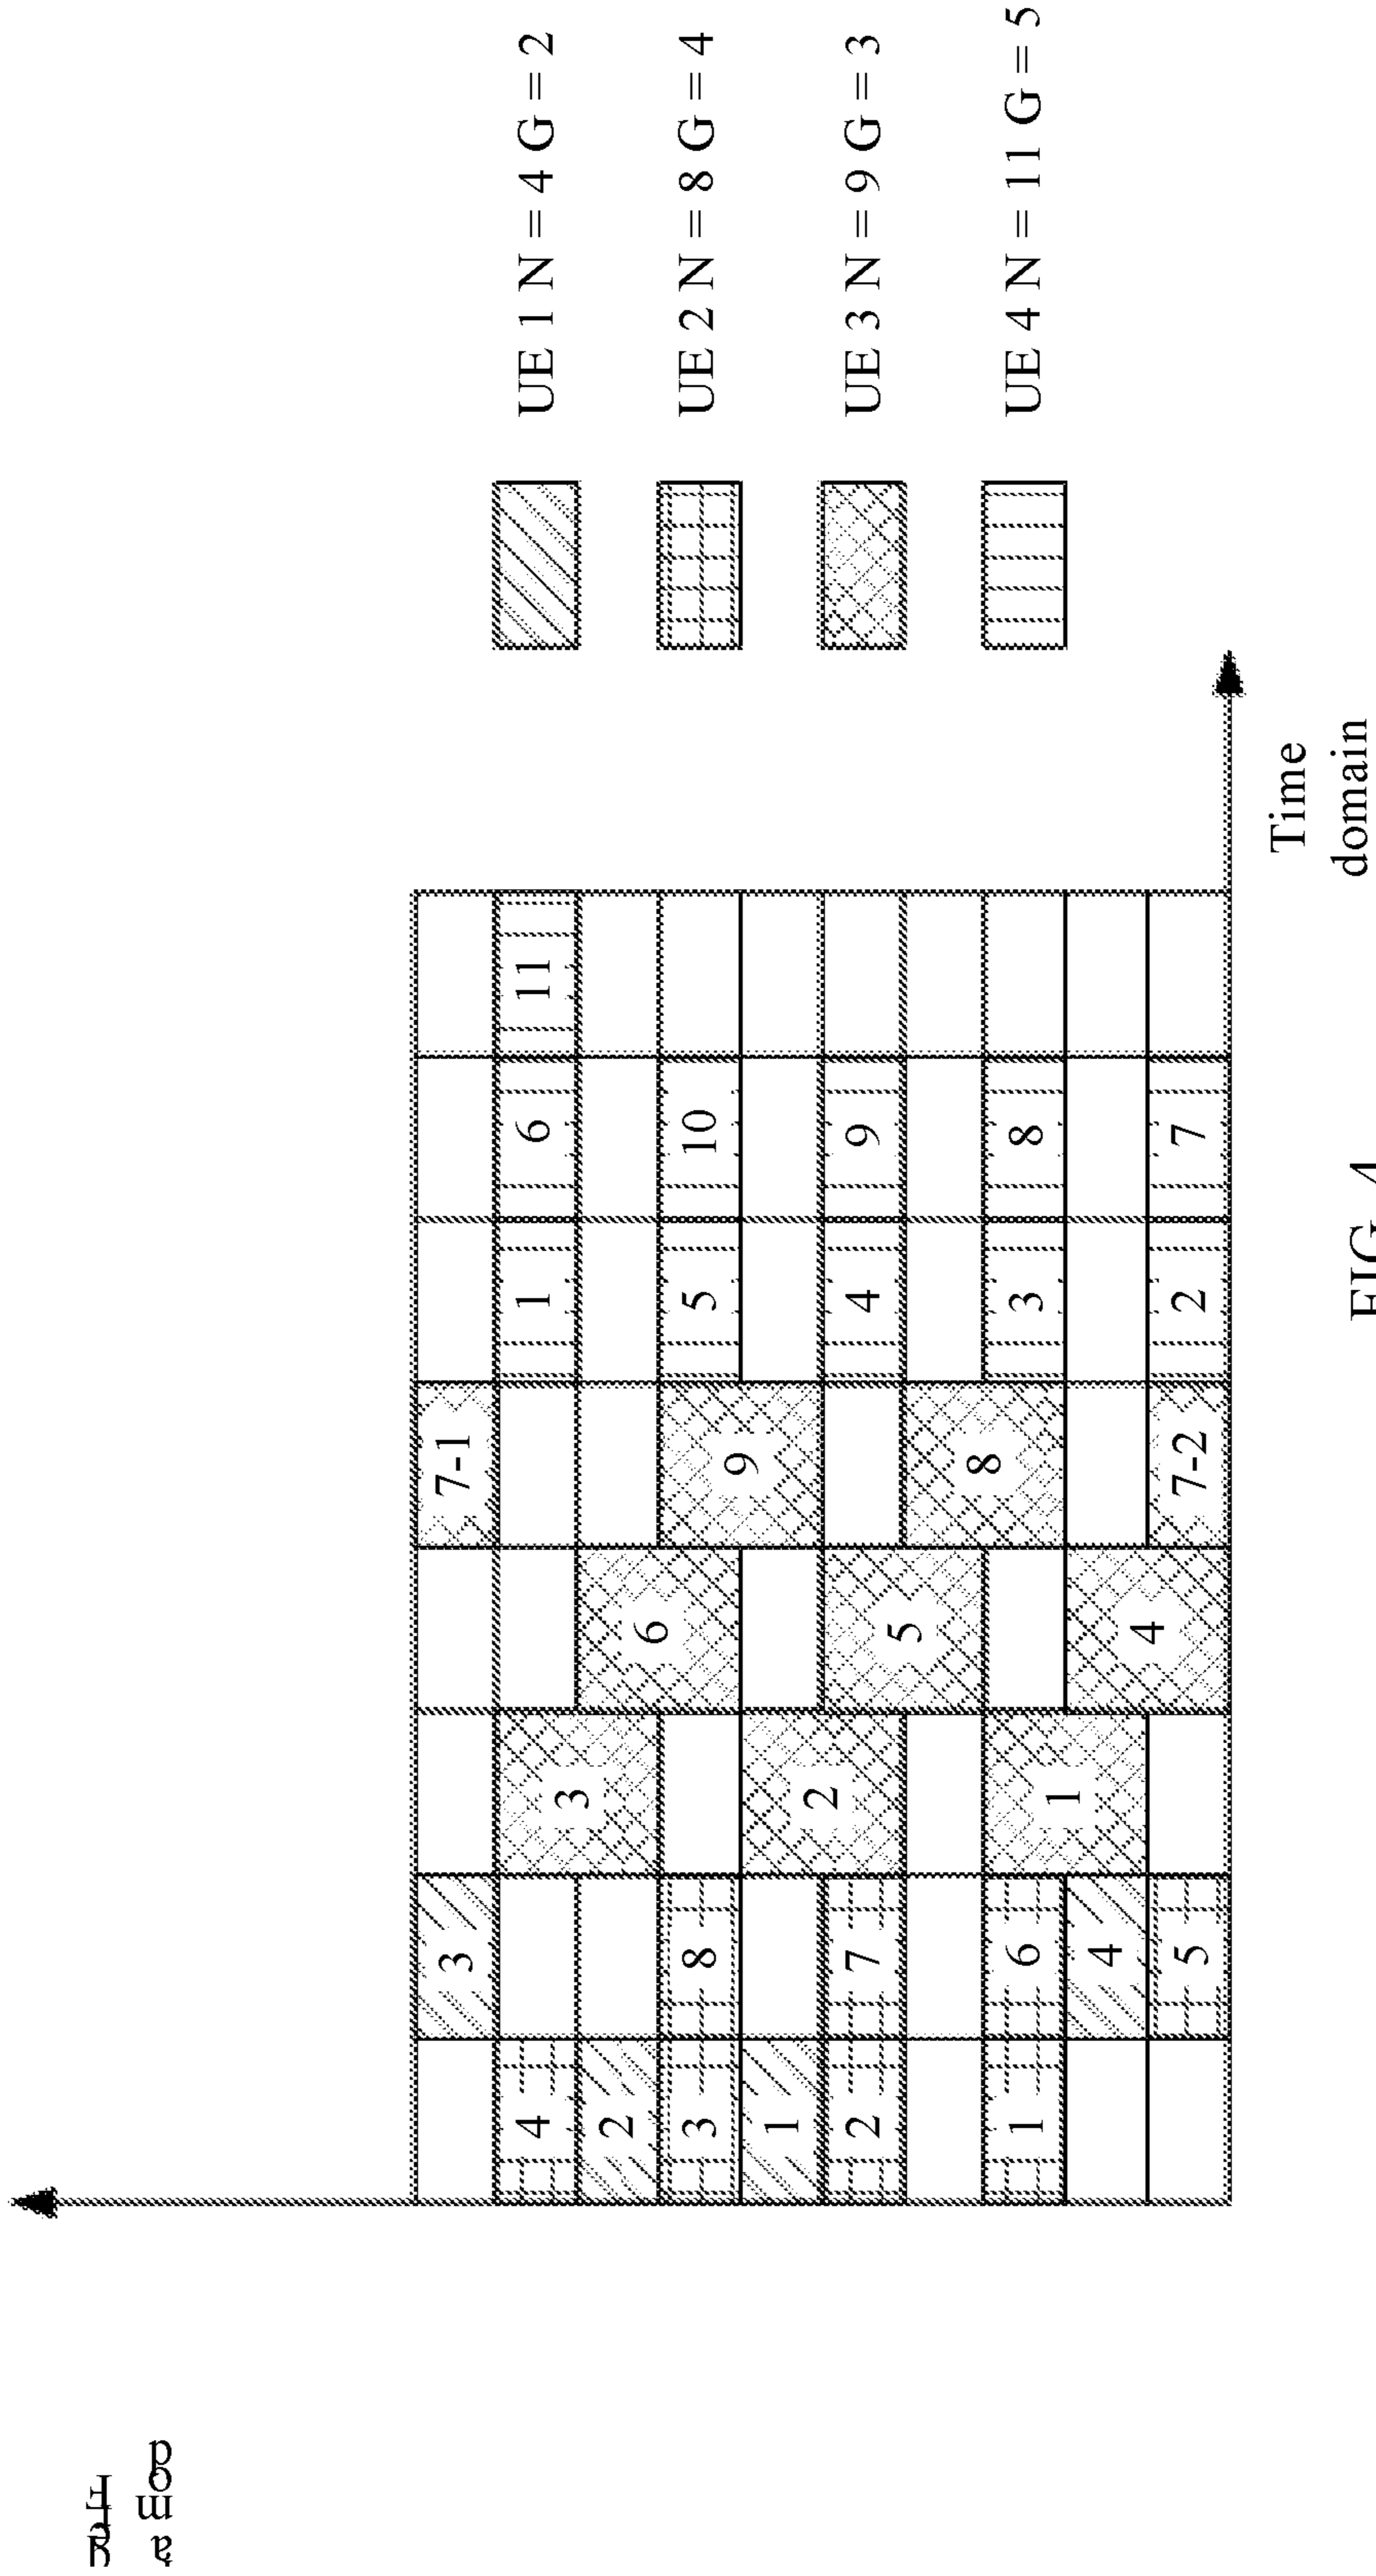 3 7-1
4 1 6 11 UE 1 N = 4 G = 2
3
2
6
3 8 5 10 UE 2 N = 8 G = 4
9
1
2
2 7 4 9 UE 3 N = 9 G = 3
5
8
1 6 3 8 UE 4 N = 11 G = 5
1
4
4
5 7-2 2 7
Time
domain
FIG. 4